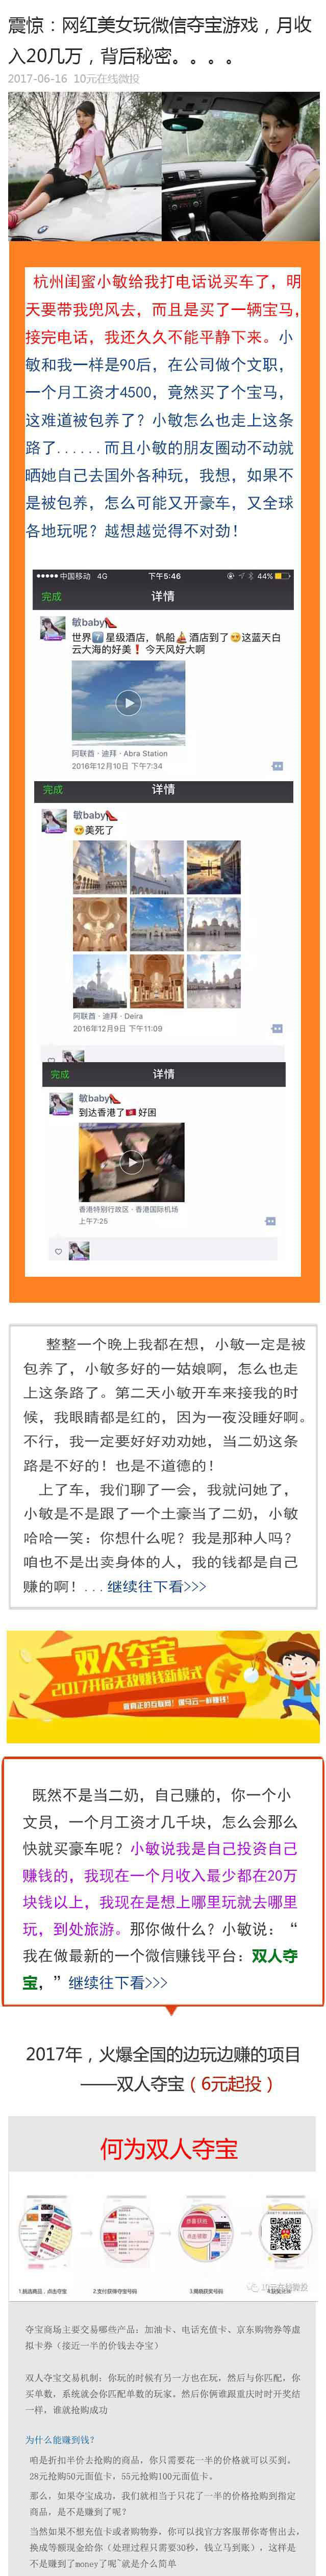 震惊：网红美女玩微信夺宝游戏，月收
入20几万，背后秘密。。。。
2017-06-16 10元在线微投
杭州闺蜜小敏给我打电话说买车了，明
天要带我兜风去，而且是买了一辆宝马，
接完电话，我还久久不能平静下来。小
敏和我一样是90后，在公司做个文职，
一个月工资才4500，竟然买了个宝马，
这难道被包养了？小敏怎么也走上这条
路了......而且小敏的朋友圈动不动就
晒她自己去国外各种玩，我想，如果不
是被包养，怎么可能又开豪车，又全球
各地玩呢？越想越觉得不对劲！
中国移动 4G 下午5:46 44%
完成 详情
敏baby👠
世界7️⃣星级酒店，帆船⛵酒店到了😏这蓝天白
云大海的好美❗今天风好大啊
阿联酋 · 迪拜 · Abra Station
2016年12月10日 下午7:34
完成 详情
敏baby👠
😏美死了
阿联酋 · 迪拜 · Deira
2016年12月9日 下午11:09
完成 详情
敏baby👠
到达香港了🇭🇰好困
香港特别行政区 · 香港国际机场
上午7:25
整整一个晚上我都在想，小敏一定是被
包养了，小敏多好的一姑娘啊，怎么也走
上这条路了。第二天小敏开车来接我的时
候，我眼睛都是红的，因为一夜没睡好啊。
不行，我一定要好好劝劝她，当二奶这条
路是不好的！也是不道德的！
上了车，我们聊了一会，我就问她了，
小敏是不是跟了一个土豪当了二奶，小敏
哈哈一笑：你想什么呢？我是那种人吗？
咱也不是出卖身体的人，我的钱都是自己
赚的啊！...继续往下看>>>
双人夺宝
2017开启无敌赚钱新模式
玩真正的互联网！像马云一样赚钱！
既然不是当二奶，自己赚的，你一个小
文员，一个月工资才几千块，怎么会那么
快就买豪车呢？小敏说我是自己投资自己
赚钱的，我现在一个月收入最少都在20万
块钱以上，我现在是想上哪里玩就去哪里
玩，到处旅游。那你做什么？小敏说：“
我在做最新的一个微信赚钱平台：双人夺
宝，”继续往下看>>>
2017年，火爆全国的边玩边赚的项目
——双人夺宝（6元起投）
何为双人夺宝
1.挑选商品，点击夺宝
2.支付获得夺宝号码
3.揭晓获奖号码
10元在线微投
夺宝商场主要交易哪些产品：加油卡、电话充值卡、京东购物券等虚
拟卡券（接近一半的价钱去夺宝）
双人夺宝交易机制：你玩的时候有另一方也在玩，然后与你匹配，你
买单数，系统就会你匹配单数的玩家，然后你俩谁跟重庆时时开奖结
一样，谁就抢购成功
为什么能赚到钱？
咱是折扣半价去抢购的商品，你只需要花一半的价格就可以买到。
28元抢购50元面值卡，55元抢购100元面值卡。
那么，如果夺宝成功，我们就相当于只花了一半的价格抢购到指定
商品，是不是赚到了呢？
当然如果不想充值卡或者购物券，你可以找官方客服帮你寄售出去，
换成等额现金给你（处理过程只需要30秒，钱立马到账），这样是
不是赚到了money了呢~就是什么简单